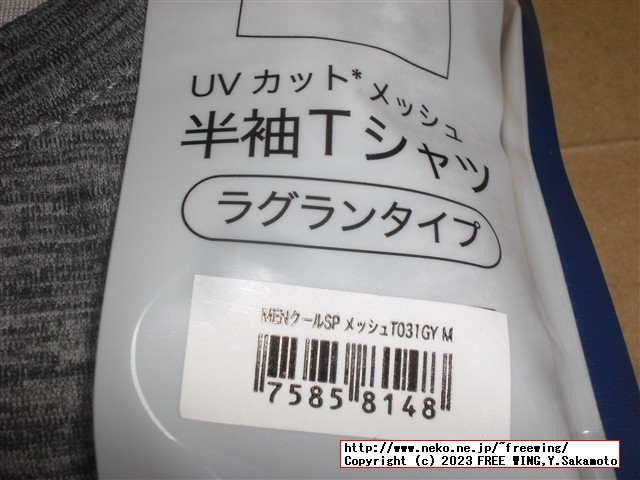 UV カット* メッシュ
半袖Tシャツ
ラグランタイプ
MENクールSP メッシュT031GY M
7585 8148
http://www.neko.ne.jp/~freewing/
Copyright (c) 2023 FREE WING,Y.Sakamoto